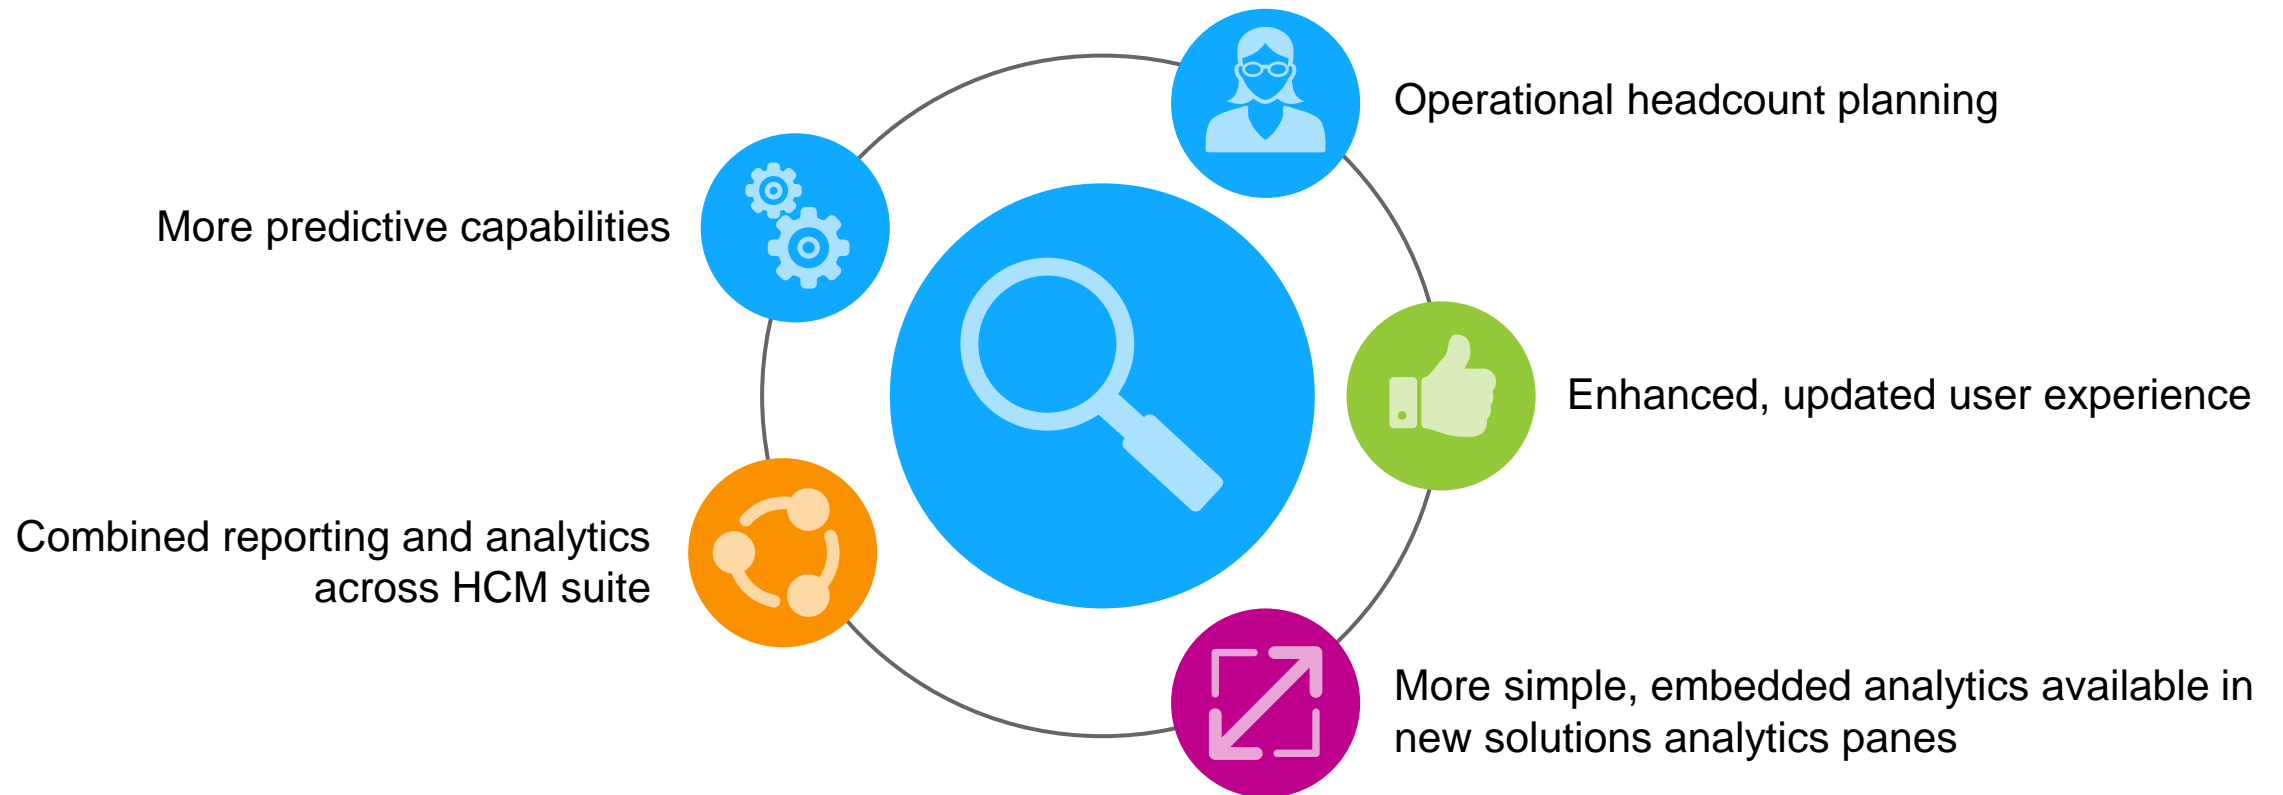 Operational headcount planning
More predictive capabilities
Enhanced, updated user experience
Combined reporting and analytics
across HCM suite
More simple, embedded analytics available in
new solutions analytics panes